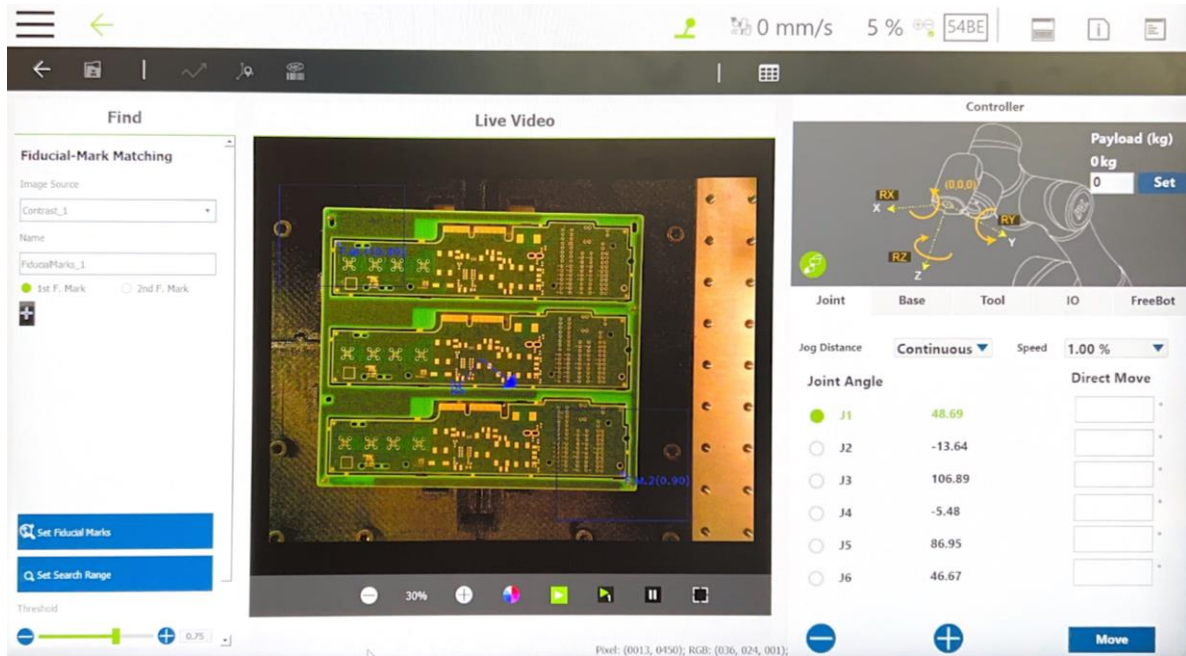 0 mm/s 5 % 54BE
Find
Fiducial-Mark Matching
Image Source
Contrast_1
Name
FiducialMarks_1
1st F. Mark 2nd F. Mark
Set Fiducial Marks
Set Search Range
Threshold
0.75
Live Video
30%
Pixel: (0013, 0450); RGB: (036, 024, 001);
Controller
Payload (kg)
0kg
0 Set
(0,0,0)
RX
X
RY
Y
RZ
Z
Joint Base Tool IO FreeBot
Jog Distance Continuous Speed 1.00 %
Joint Angle Direct Move
J1 48.69 °
J2 -13.64 °
J3 106.89 °
J4 -5.48 °
J5 86.95 °
J6 46.67 °
Move